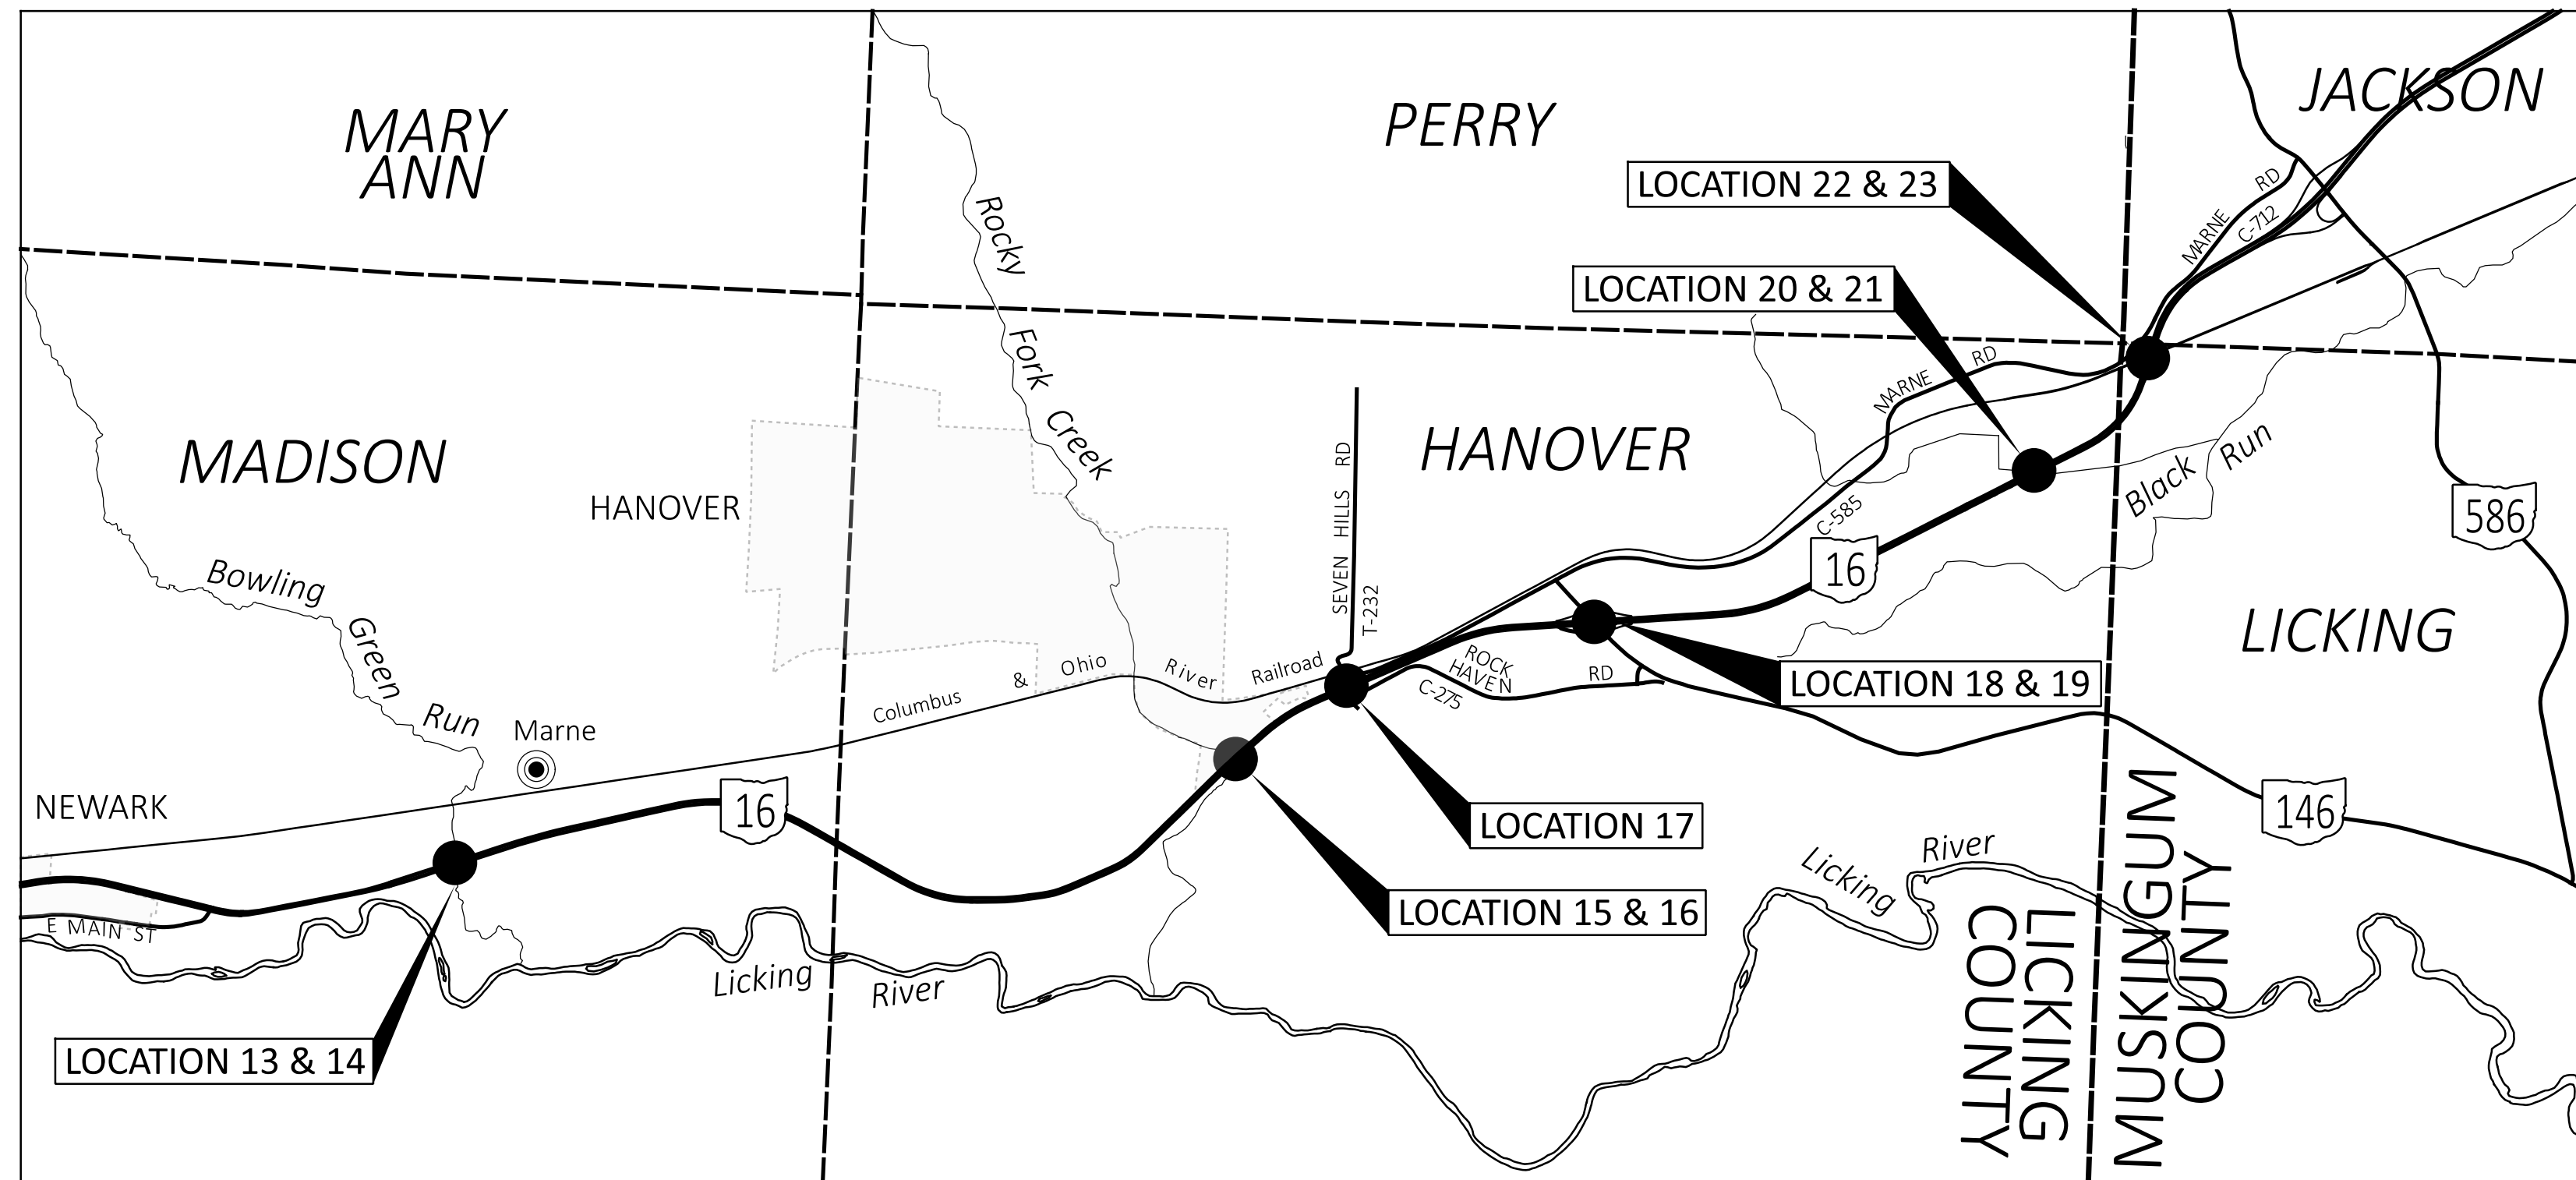 MARY
ANN
PERRY
JACKSON
LOCATION 22 & 23
LOCATION 20 & 21
MARNE RD
C-712
Rocky Fork Creek
MADISON
HANOVER
HANOVER
MARNE RD
C-585
Black Run
586
SEVEN HILLS RD
T-232
16
LICKING
Bowling Green Run
Marne
Columbus & Ohio River Railroad
ROCK
HAVEN RD
C-275
LOCATION 18 & 19
NEWARK
16
146
LOCATION 17
LOCATION 15 & 16
E MAIN ST
Licking River
Licking River
LOCATION 13 & 14
LICKING
COUNTY
MUSKINGUM
COUNTY